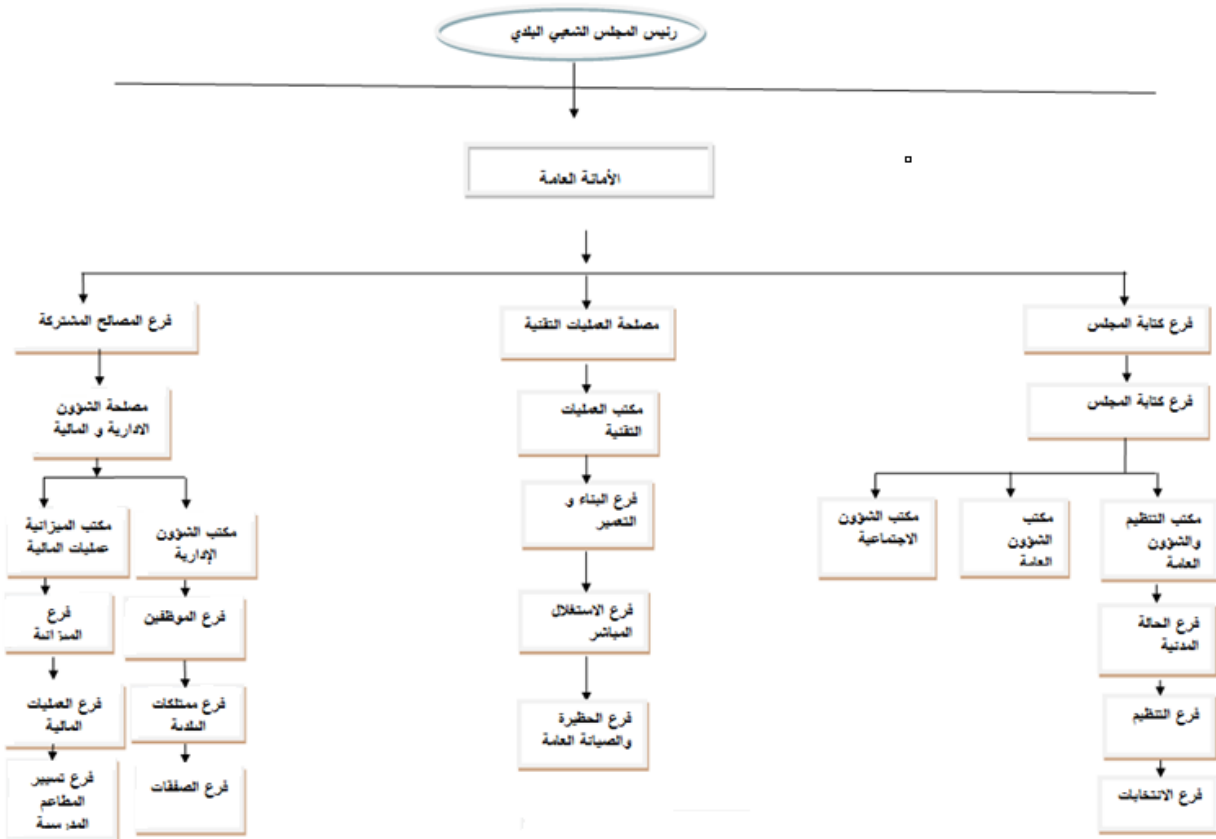 رئيس المجلس الشعبي البلدي
الأمانة العامة
فرع كتابة المجلس
مصلحة العمليات التقنية
فرع المصالح المشتركة
فرع كتابة المجلس
مكتب العمليات
التقنية
مصلحة الشؤون
الادارية و المالية
مكتب التنظيم
والشؤون
العامة
مكتب
الشؤون
العامة
مكتب الشؤون
الاجتماعية
فرع البناء و
التعمير
مكتب الشؤون
الإدارية
مكتب الميزانية
عمليات المالية
فرع الحالة
المدنية
فرع الاستغلال
المباشر
فرع الموظفين
فرع
الميزانية
فرع التنظيم
فرع الحظيرة
والصيانة العامة
فرع ممتلكات
البلدية
فرع العمليات
المالية
فرع الانتخابات
فرع الصفقات
فرع تسيير
المطاعم
المدرسية